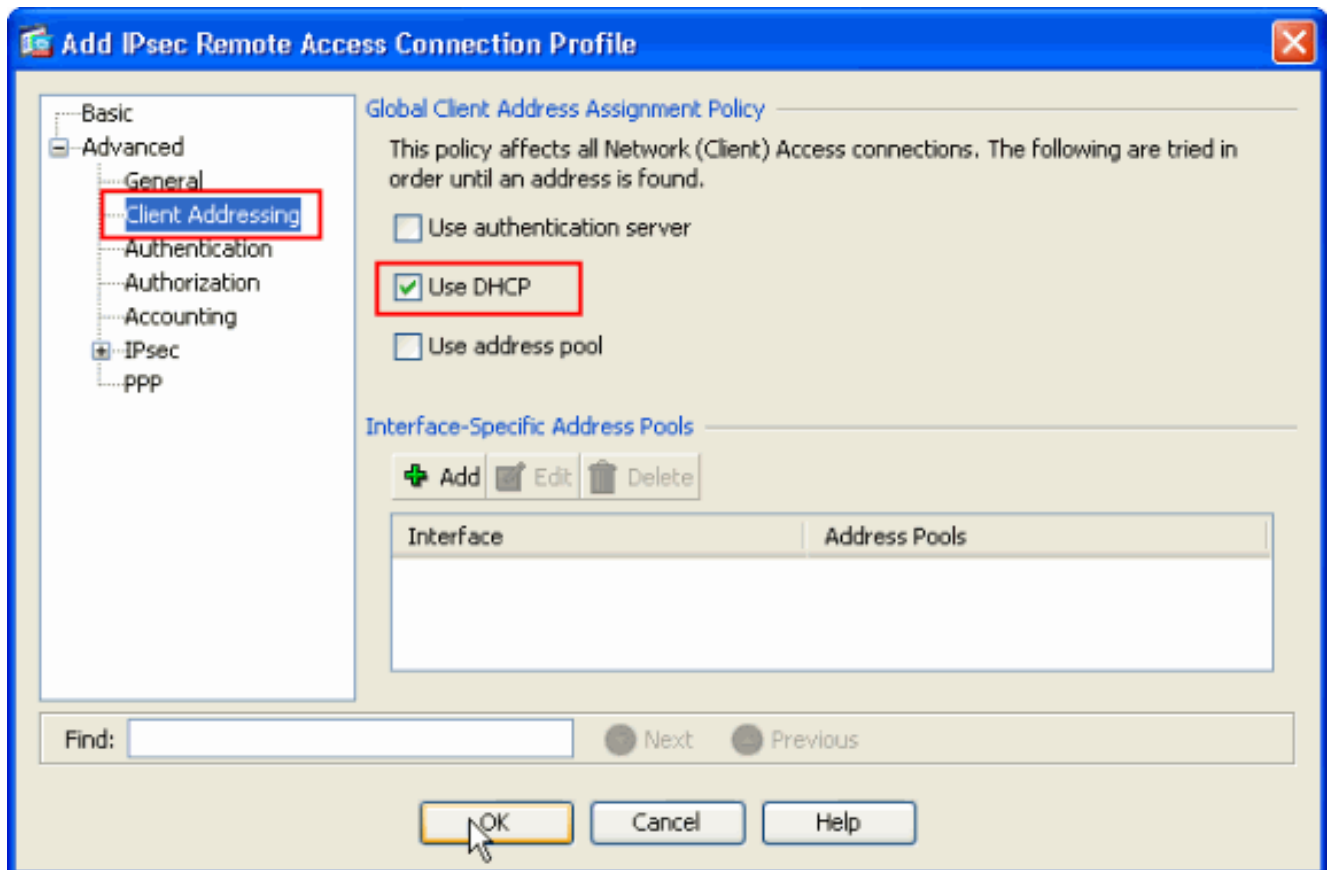 Add IPsec Remote Access Connection Profile
Basic
Advanced
General
Client Addressing
Authentication
Authorization
Accounting
IPsec
PPP
Global Client Address Assignment Policy
This policy affects all Network (Client) Access connections. The following are tried in
order until an address is found.
Use authentication server
Use DHCP
Use address pool
Interface-Specific Address Pools
Add Edit Delete
Interface Address Pools
Find: Next Previous
OK Cancel Help